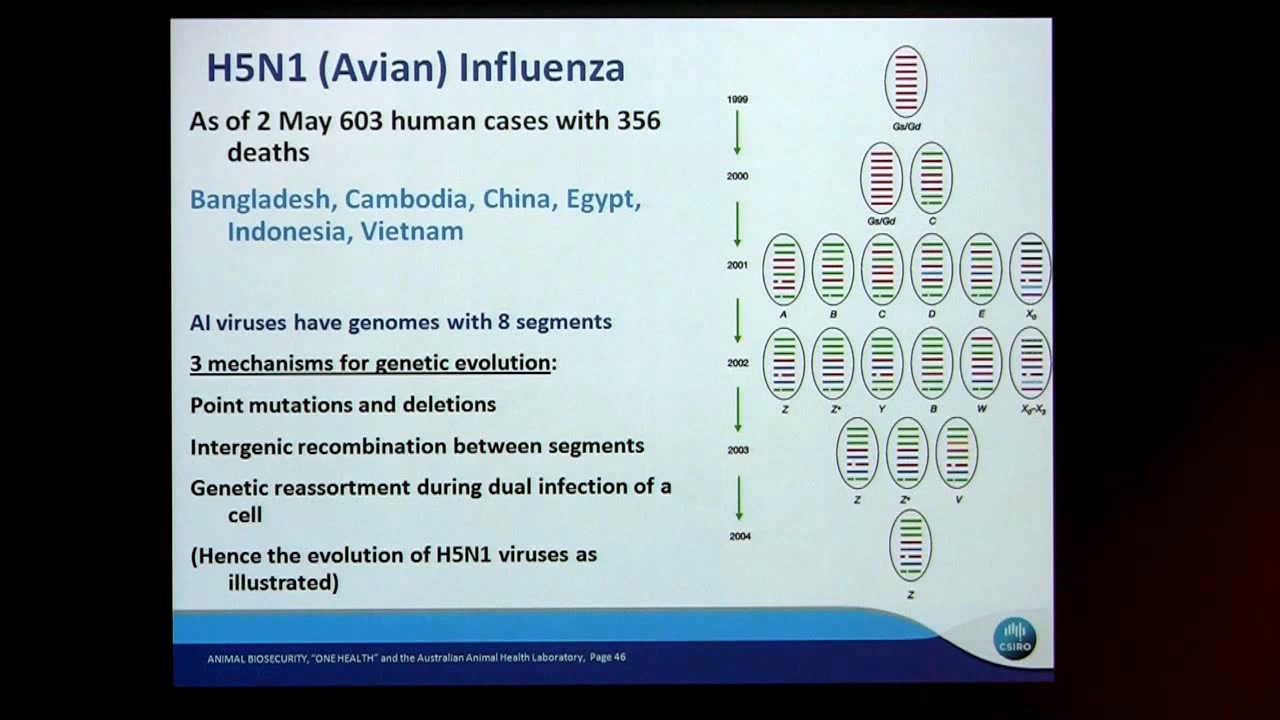 H5N1 (Avian) Influenza
As of 2 May 603 human cases with 356
deaths
Bangladesh, Cambodia, China, Egypt,
Indonesia, Vietnam
AI viruses have genomes with 8 segments
3 mechanisms for genetic evolution:
Point mutations and deletions
Intergenic recombination between segments
Genetic reassortment during dual infection of a
cell
(Hence the evolution of H5N1 viruses as
illustrated)
1999
Gs/Gd
2000
Gs/Gd C
2001
A B C D E X0
2002
Z Z+ Y B W X0-X3
2003
Z Z+ V
2004
Z
ANIMAL BIOSECURITY, "ONE HEALTH" and the Australian Animal Health Laboratory, Page 46
CSIRO